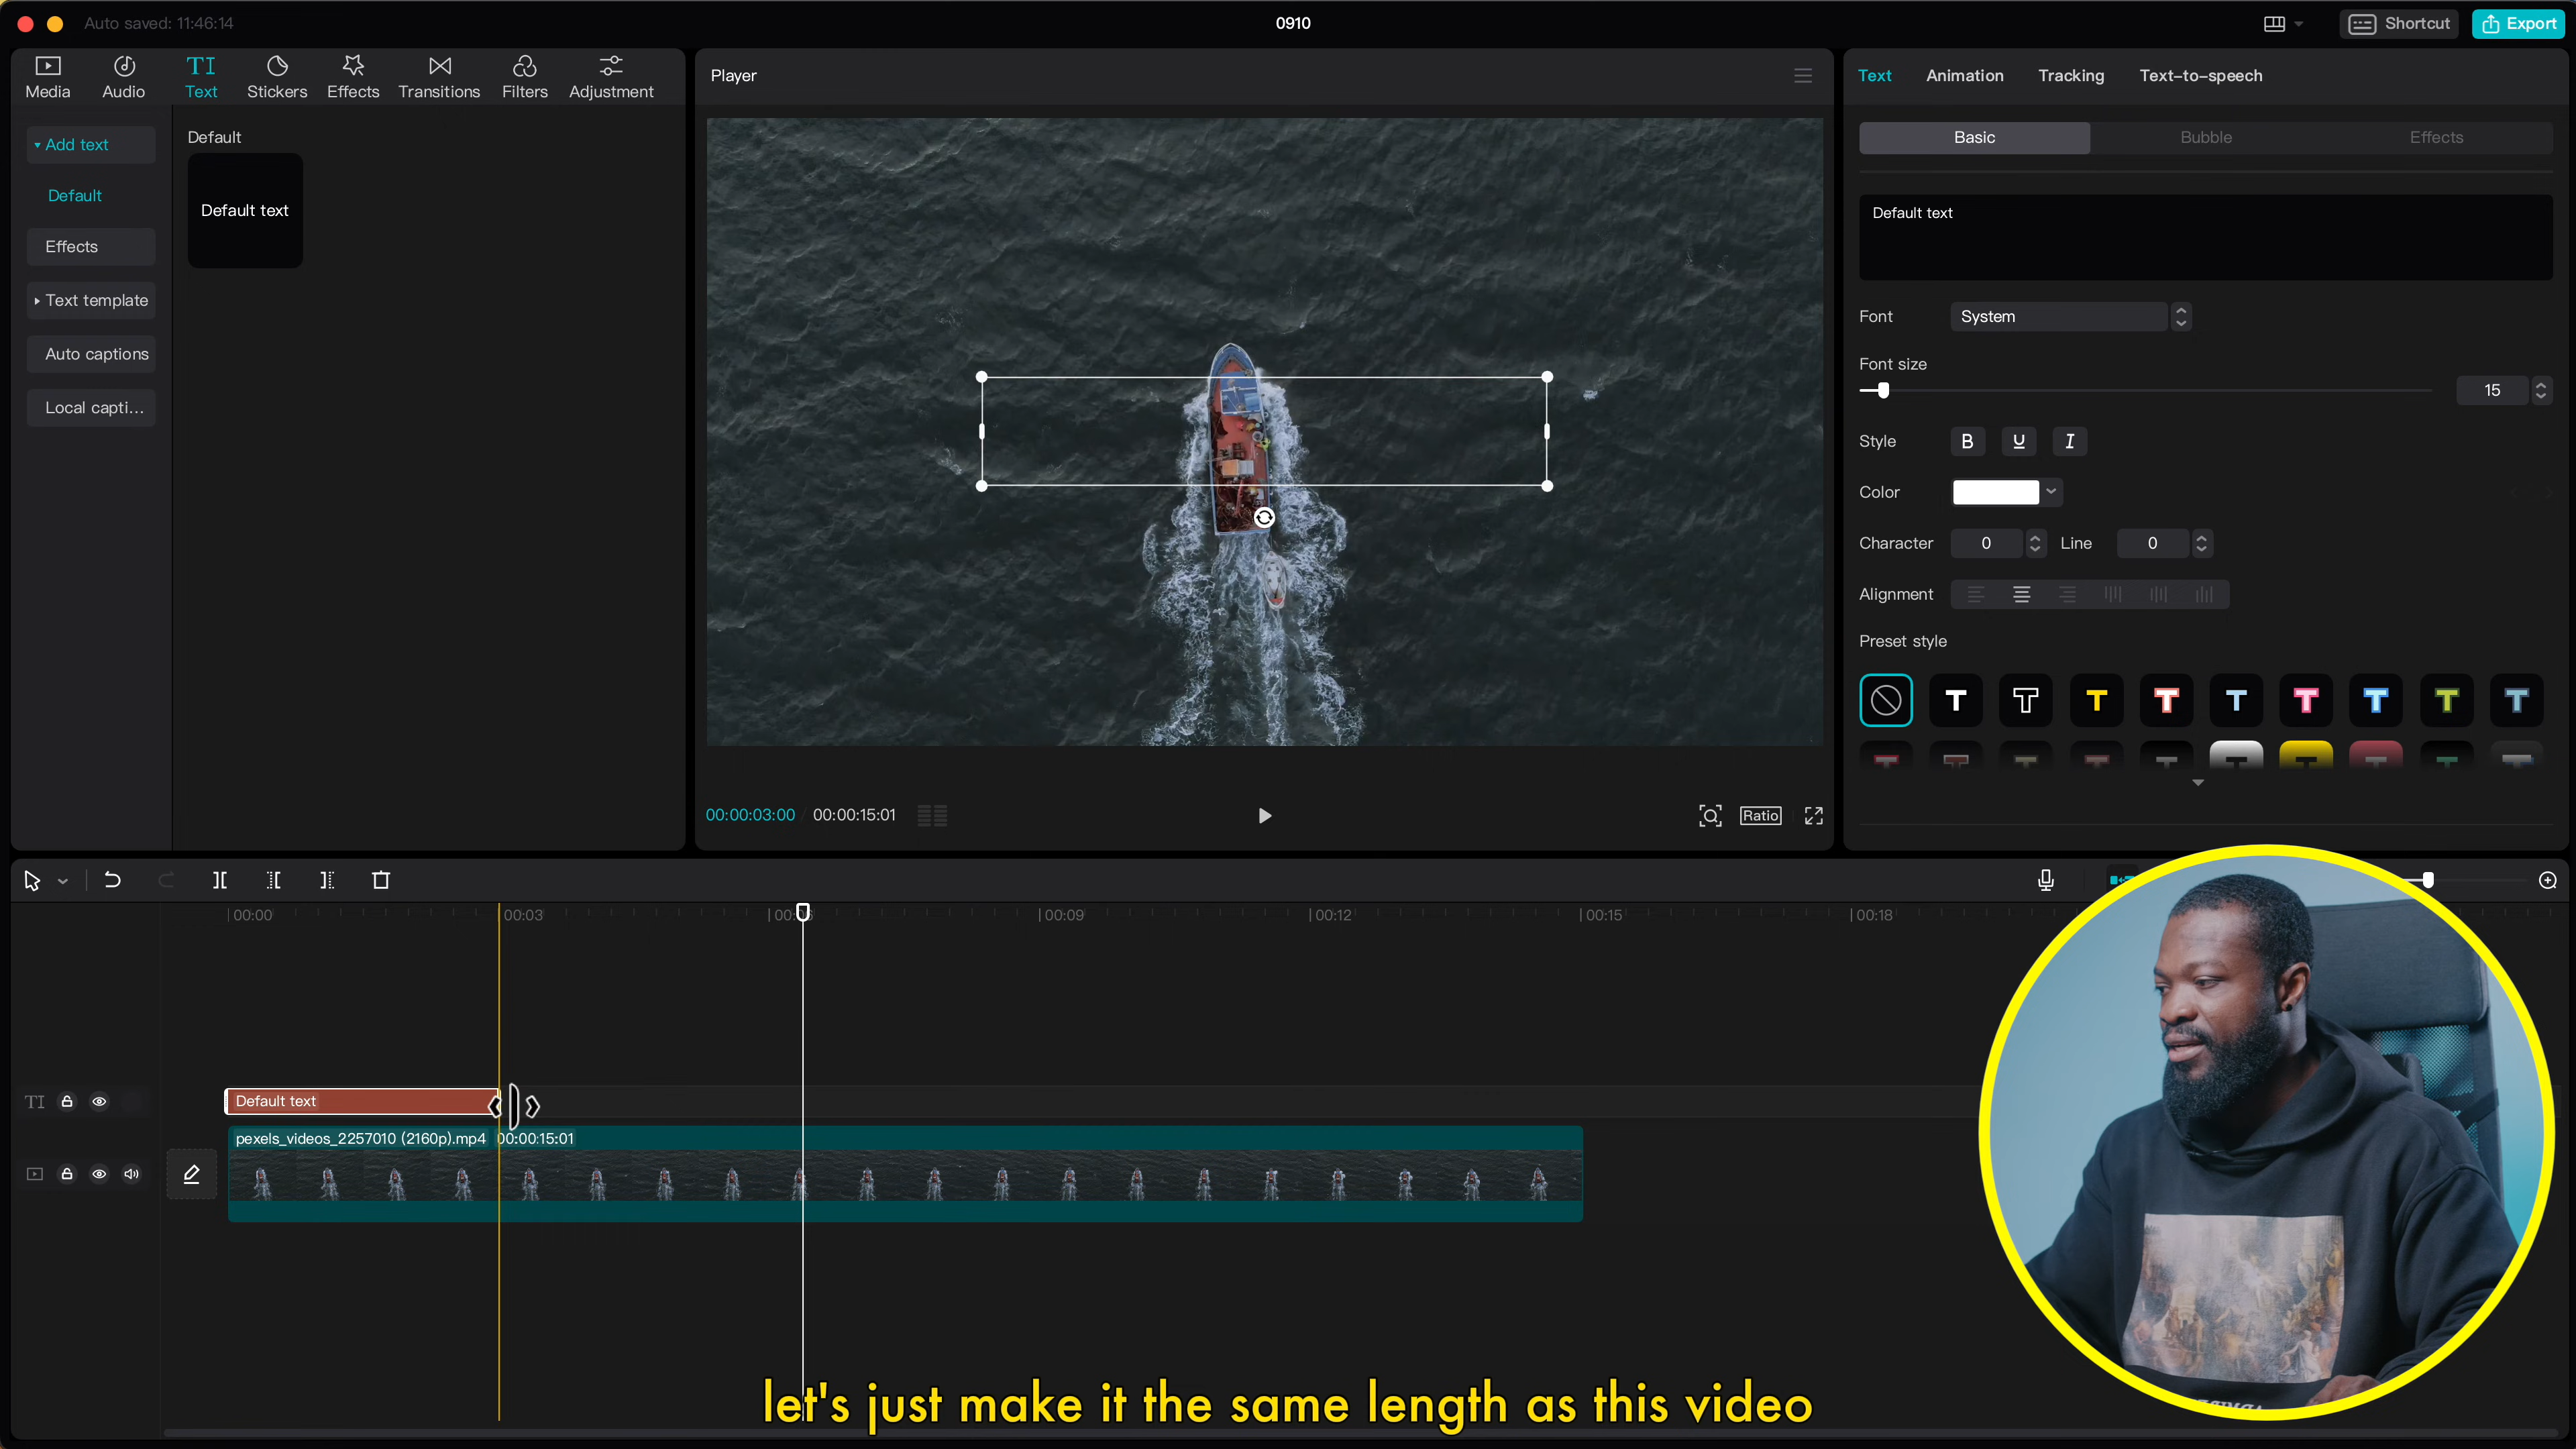 Auto saved: 11:46:14
0910
Shortcut
Export
Media
Audio
Text
Stickers
Effects
Transitions
Filters
Adjustment
Add text
Default
Effects
Text template
Auto captions
Local capti...
Default
Default text
Player
00:00:03:00
00:00:15:01
Ratio
Text
Animation
Tracking
Text-to-speech
Basic
Bubble
Effects
Default text
Font
System
Font size
15
Style
B U I
Color
Character
0
Line
0
Alignment
Preset style
T T T T T T T T T
00:00
00:03
00:09
00:12
00:15
00:18
TI
Default text
pexels_videos_2257010 (2160p).mp4 00:00:15:01
let's just make it the same length as this video